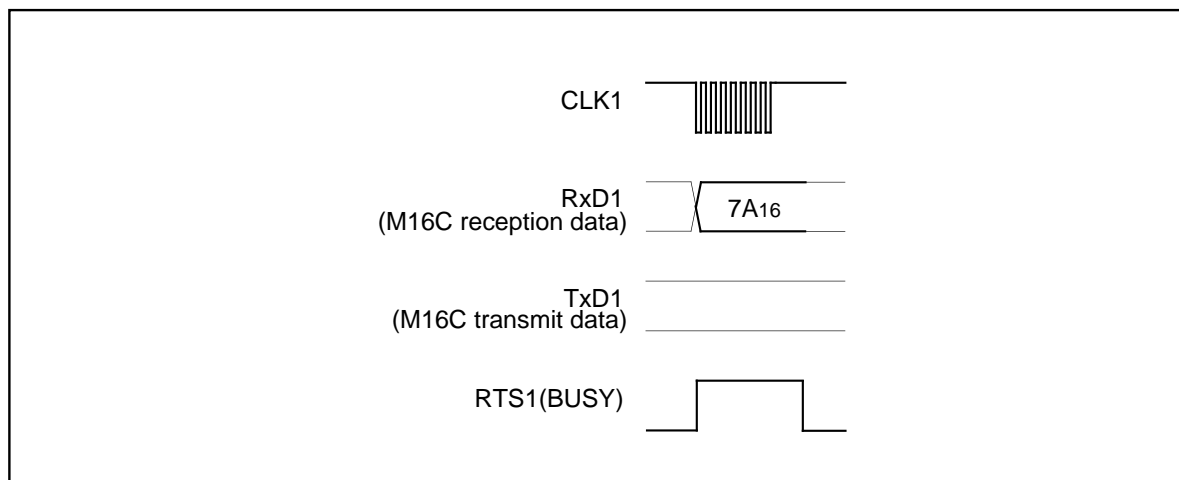 CLK1
RxD1
(M16C reception data)
7A16
TxD1
(M16C transmit data)
RTS1(BUSY)